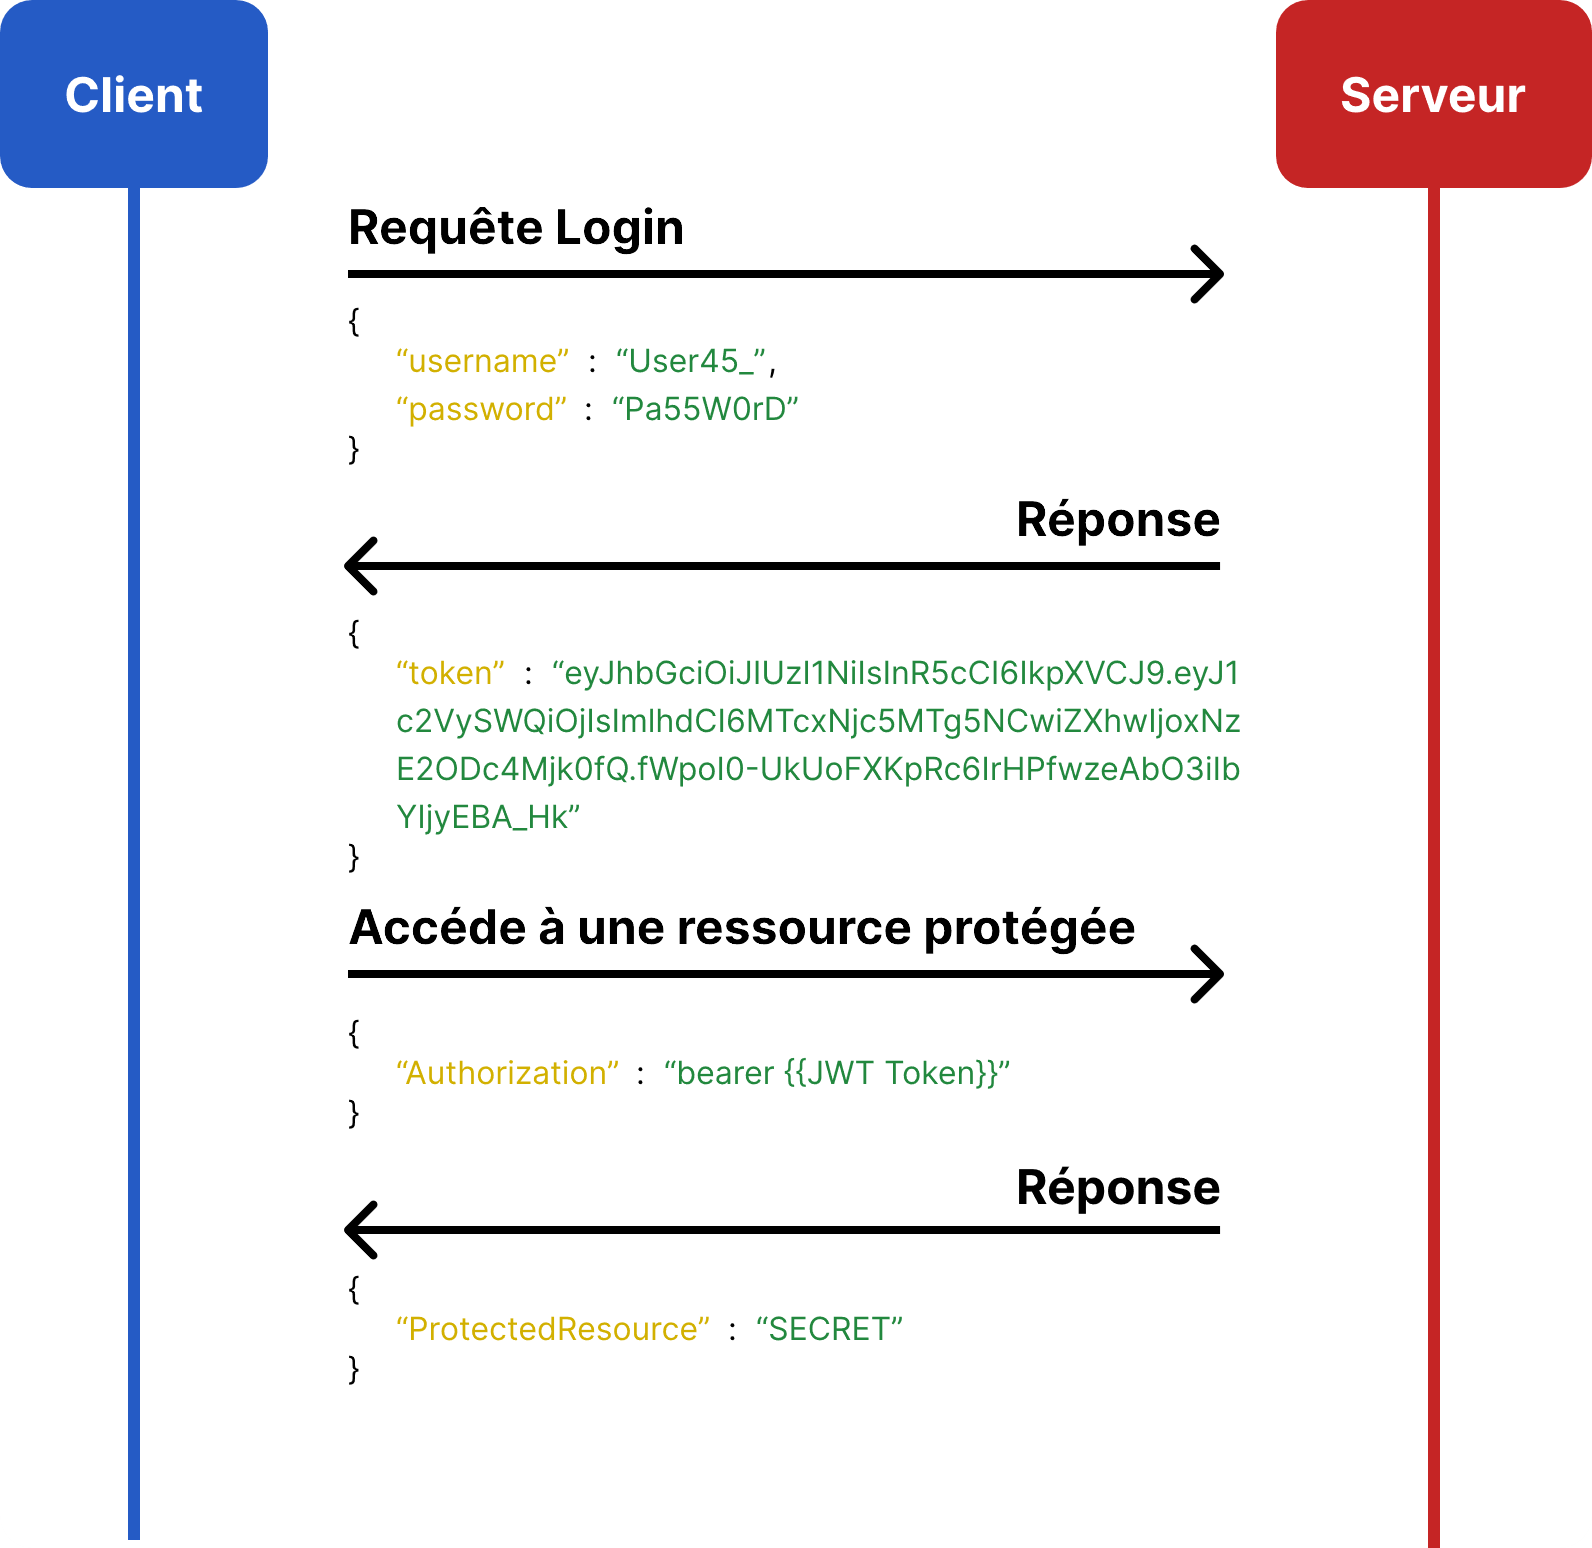 Client
Serveur
Requête Login
{
“username” : “User45_”,
“password” : “Pa55W0rD”
}
Réponse
{
“token” : “eyJhbGciOiJIUzI1NiIsInR5cCI6IkpXVCJ9.eyJ1
c2VySWQiOjIsImlhdCI6MTcxNjc5MTg5NCwiZXhwIjoxNz
E2ODc4Mjk0fQ.fWpoI0-UkUoFXKpRc6IrHPfwzeAbO3iIb
YIjyEBA_Hk”
}
Accéde à une ressource protégée
{
“Authorization” : “bearer {{JWT Token}}”
}
Réponse
{
“ProtectedResource” : “SECRET”
}